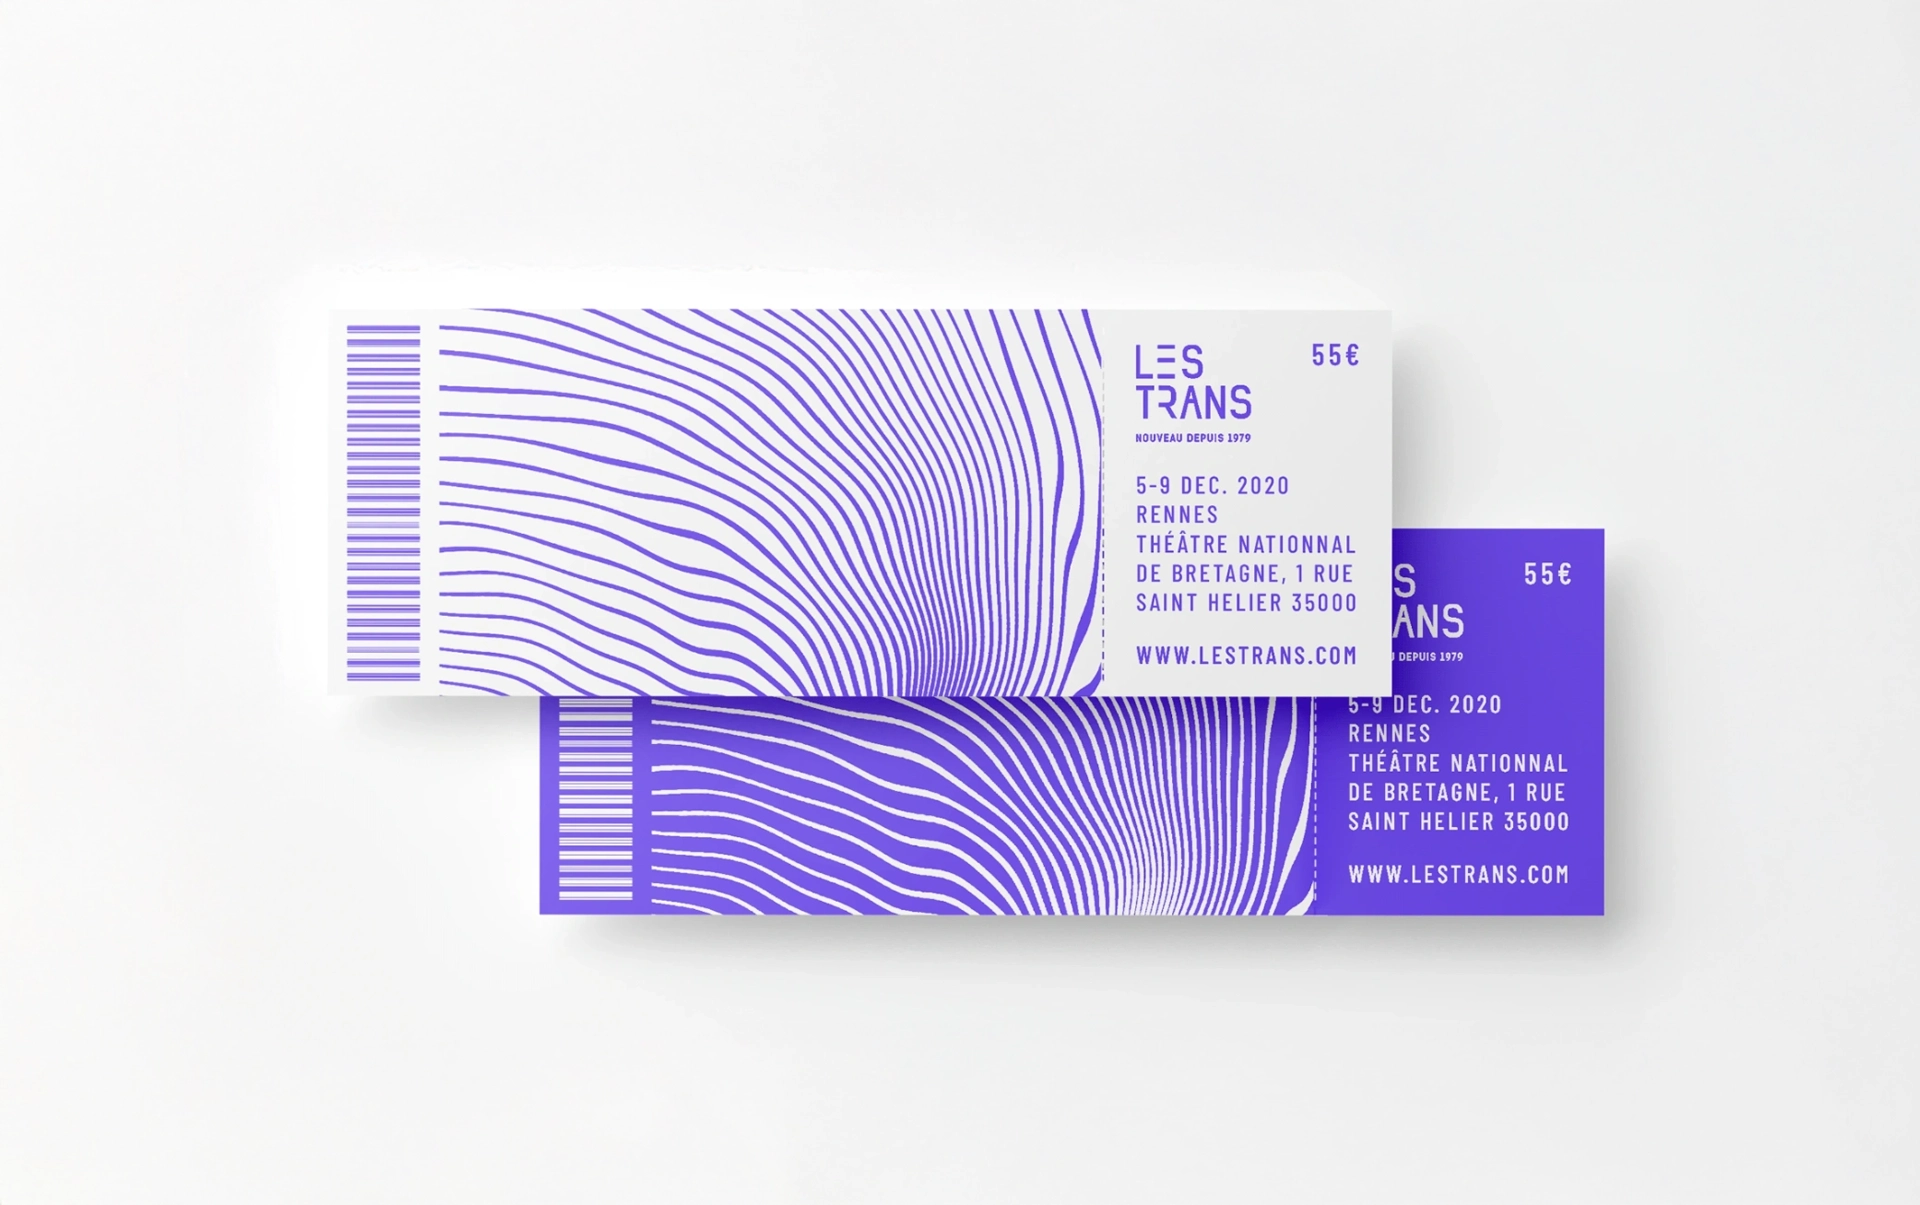 LES
TRANS
NOUVEAU DEPUIS 1979
55€
5-9 DEC. 2020
RENNES
THÉÂTRE NATIONNAL
DE BRETAGNE, 1 RUE
SAINT HELIER 35000
WWW.LESTRANS.COM
S
ANS
DEPUIS 1979
55€
5-9 DEC. 2020
RENNES
THÉÂTRE NATIONNAL
DE BRETAGNE, 1 RUE
SAINT HELIER 35000
WWW.LESTRANS.COM